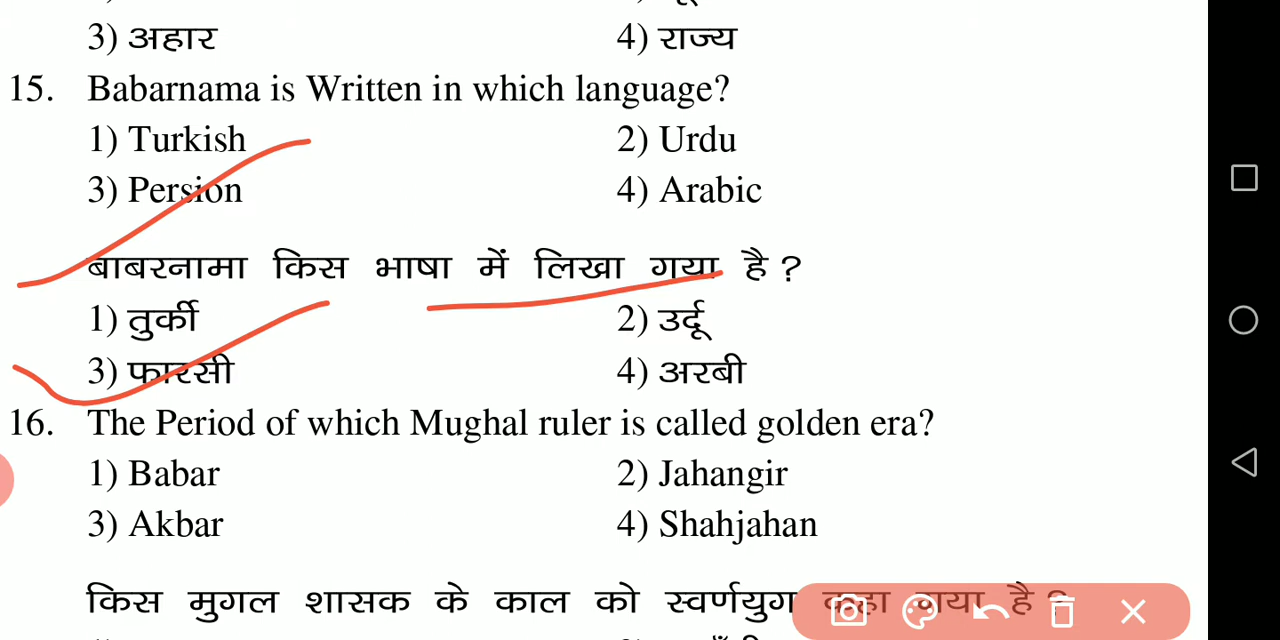 3) अहार 4) राज्य
15. Babarnama is Written in which language?
1) Turkish 2) Urdu
3) Persion 4) Arabic
बाबरनामा किस भाषा में लिखा गया है ?
1) तुर्की 2) उर्दू
3) फारसी 4) अरबी
16. The Period of which Mughal ruler is called golden era?
1) Babar 2) Jahangir
3) Akbar 4) Shahjahan
किस मुगल शासक के काल को स्वर्णयुग कहा गया है ?